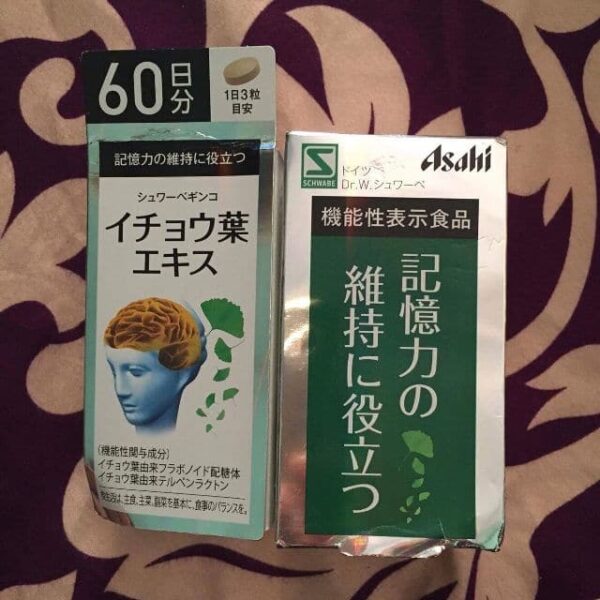 60日分
1日3粒
目安
記憶力の維持に役立つ
シュワーベギンコ
イチョウ葉
エキス
(機能性関与成分)
イチョウ葉由来フラボノイド配糖体
イチョウ葉由来テルペンラクトン
食生活は、主食、主菜、副菜を基本に、食事のバランスを。
SCHWABE
ドイツ
Dr.W.シュワーベ
Asahi
機能性表示食品
記憶力の
維持に役立つ